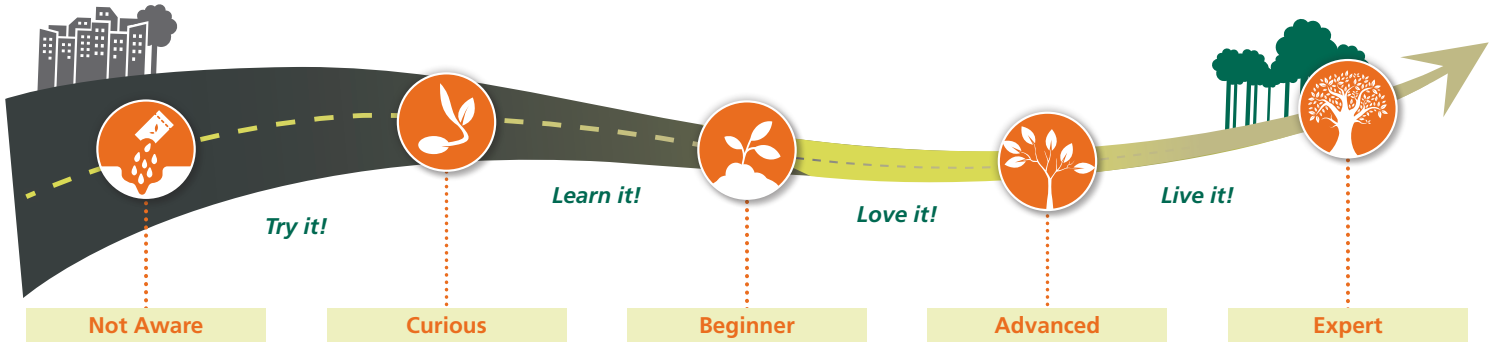 Try it!
Learn it!
Love it!
Live it!
Not Aware
Curious
Beginner
Advanced
Expert